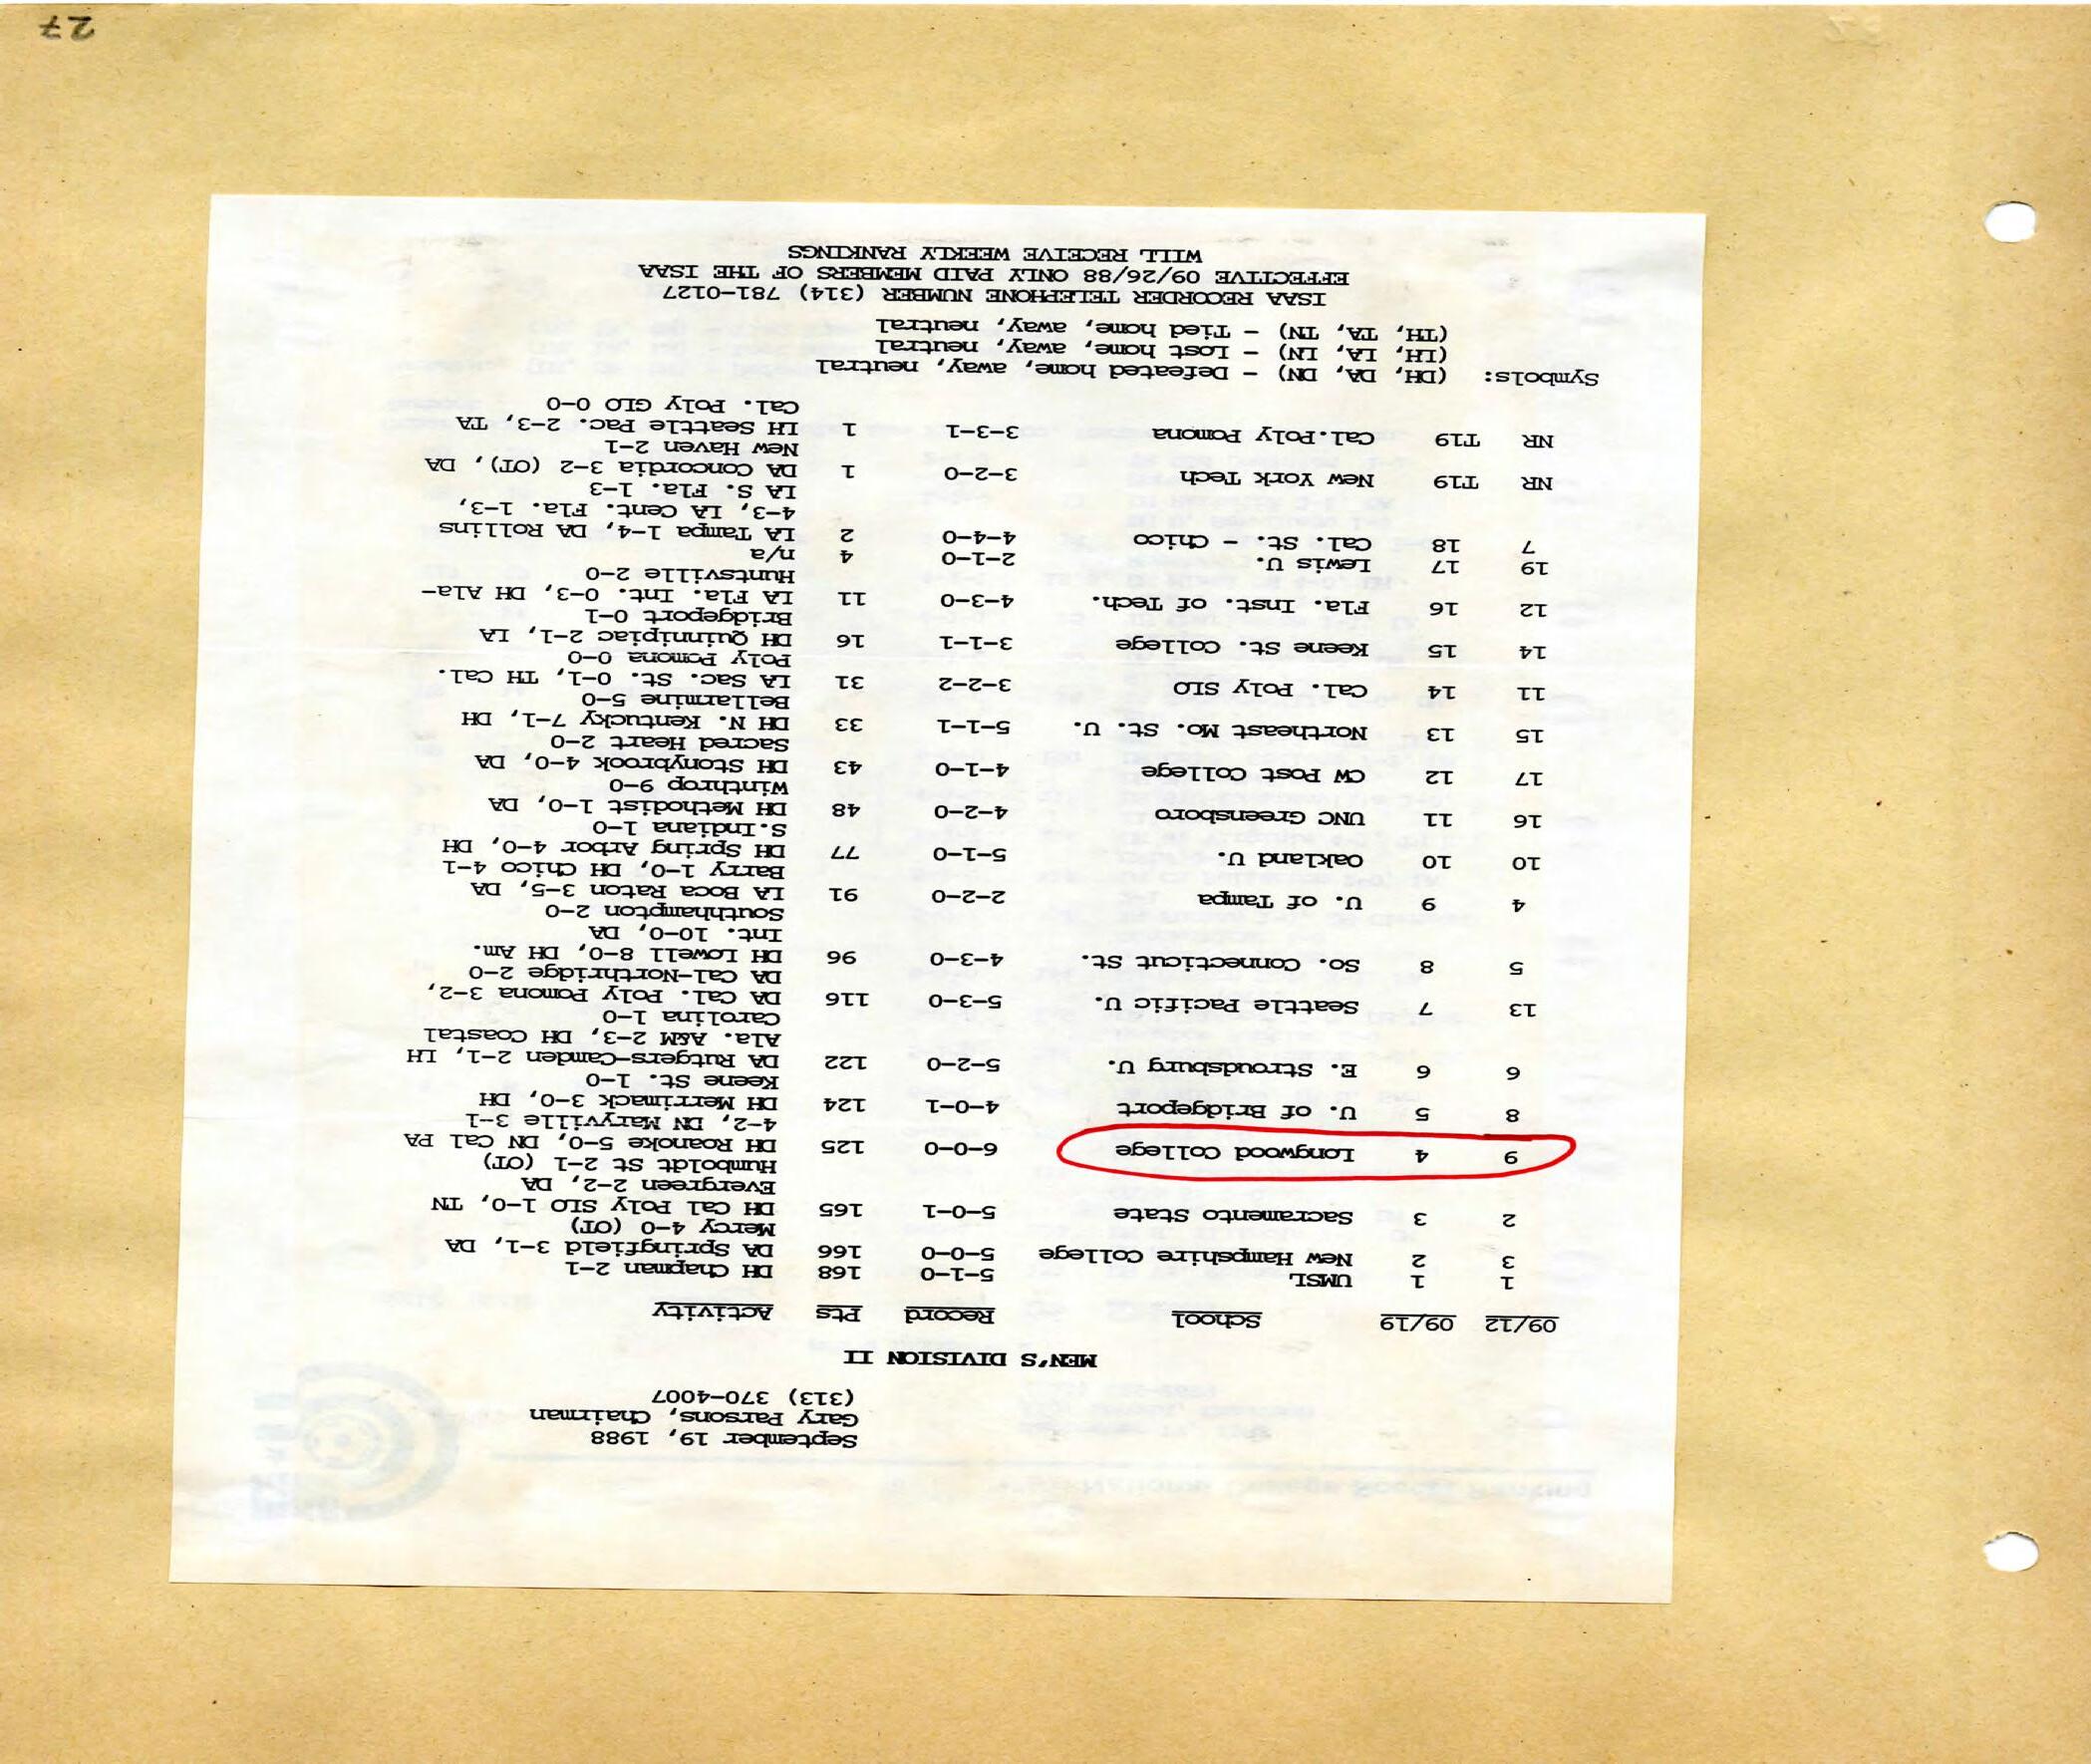 September 19, 1988
Gary Parsons, Chairman
(313) 370-4007
MEN'S DIVISION II
09/12 09/19 School Record Pts Activity
1 1 UMSL 5-1-0 168 DH Chapman 2-1
3 2 New Hampshire College 5-0-0 166 DA Springfield 3-1, DA
Mercy 4-0 (OT)
2 3 Sacramento State 5-0-1 165 DH Cal Poly SLO 1-0, TN
Evergreen 2-2, DA
Humboldt St 2-1 (OT)
9 4 Longwood College 6-0-0 125 DH Roanoke 5-0, DN Cal PA
4-2, DN Maryville 3-1
8 5 U. of Bridgeport 4-0-1 124 DH Merrimack 3-0, DH
Keene St. 1-0
6 6 E. Stroudsburg U. 5-2-0 122 DA Rutgers-Camden 2-1, LH
Ala. A&M 2-3, DH Coastal
Carolina 1-0
13 7 Seattle Pacific U. 5-3-0 116 DA Cal. Poly Pomona 3-2,
DA Cal-Northridge 2-0
5 8 So. Connecticut St. 4-3-0 96 DH Lowell 8-0, DH Am.
Int. 10-0, DA
Southhampton 2-0
4 9 U. of Tampa 2-2-0 91 LA Boca Raton 3-5, DA
Barry 1-0, DH Chico 4-1
10 10 Oakland U. 5-1-0 77 DH Spring Arbor 4-0, DH
S.Indiana 1-0
16 11 UNC Greensboro 4-2-0 48 DH Methodist 1-0, DA
Winthrop 9-0
17 12 CW Post College 4-1-0 43 DH Stonybrook 4-0, DA
Sacred Heart 2-0
15 13 Northeast Mo. St. U. 5-1-1 33 DH N. Kentucky 7-1, DH
Bellarmine 5-0
11 14 Cal. Poly SLO 3-2-2 31 LA Sac. St. 0-1, TH Cal.
Poly Pomona 0-0
14 15 Keene St. College 3-1-1 16 DH Quinnipiac 2-1, LA
Bridgeport 0-1
12 16 Fla. Inst. of Tech. 4-3-0 11 LA Fla. Int. 0-3, DH Ala-
Huntsville 2-0
19 17 Lewis U. 2-1-0 4 n/a
7 18 Cal. St. - Chico 4-4-0 2 LA Tampa 1-4, DA Rollins
4-3, LA Cent. Fla. 1-3,
LA S. Fla. 1-3
NR T19 New York Tech 3-2-0 1 DA Concordia 3-2 (OT), DA
New Haven 2-1
NR T19 Cal.Poly Pomona 3-3-1 1 LH Seattle Pac. 2-3, TA
Cal. Poly GLO 0-0
Symbols: (DH, DA, DN) - Defeated home, away, neutral
(LH, LA, LN) - Lost home, away, neutral
(TH, TA, TN) - Tied home, away, neutral
ISAA RECORDER TELEPHONE NUMBER (314) 781-0127
EFFECTIVE 09/26/88 ONLY PAID MEMBERS OF THE ISAA
WILL RECEIVE WEEKLY RANKINGS
27